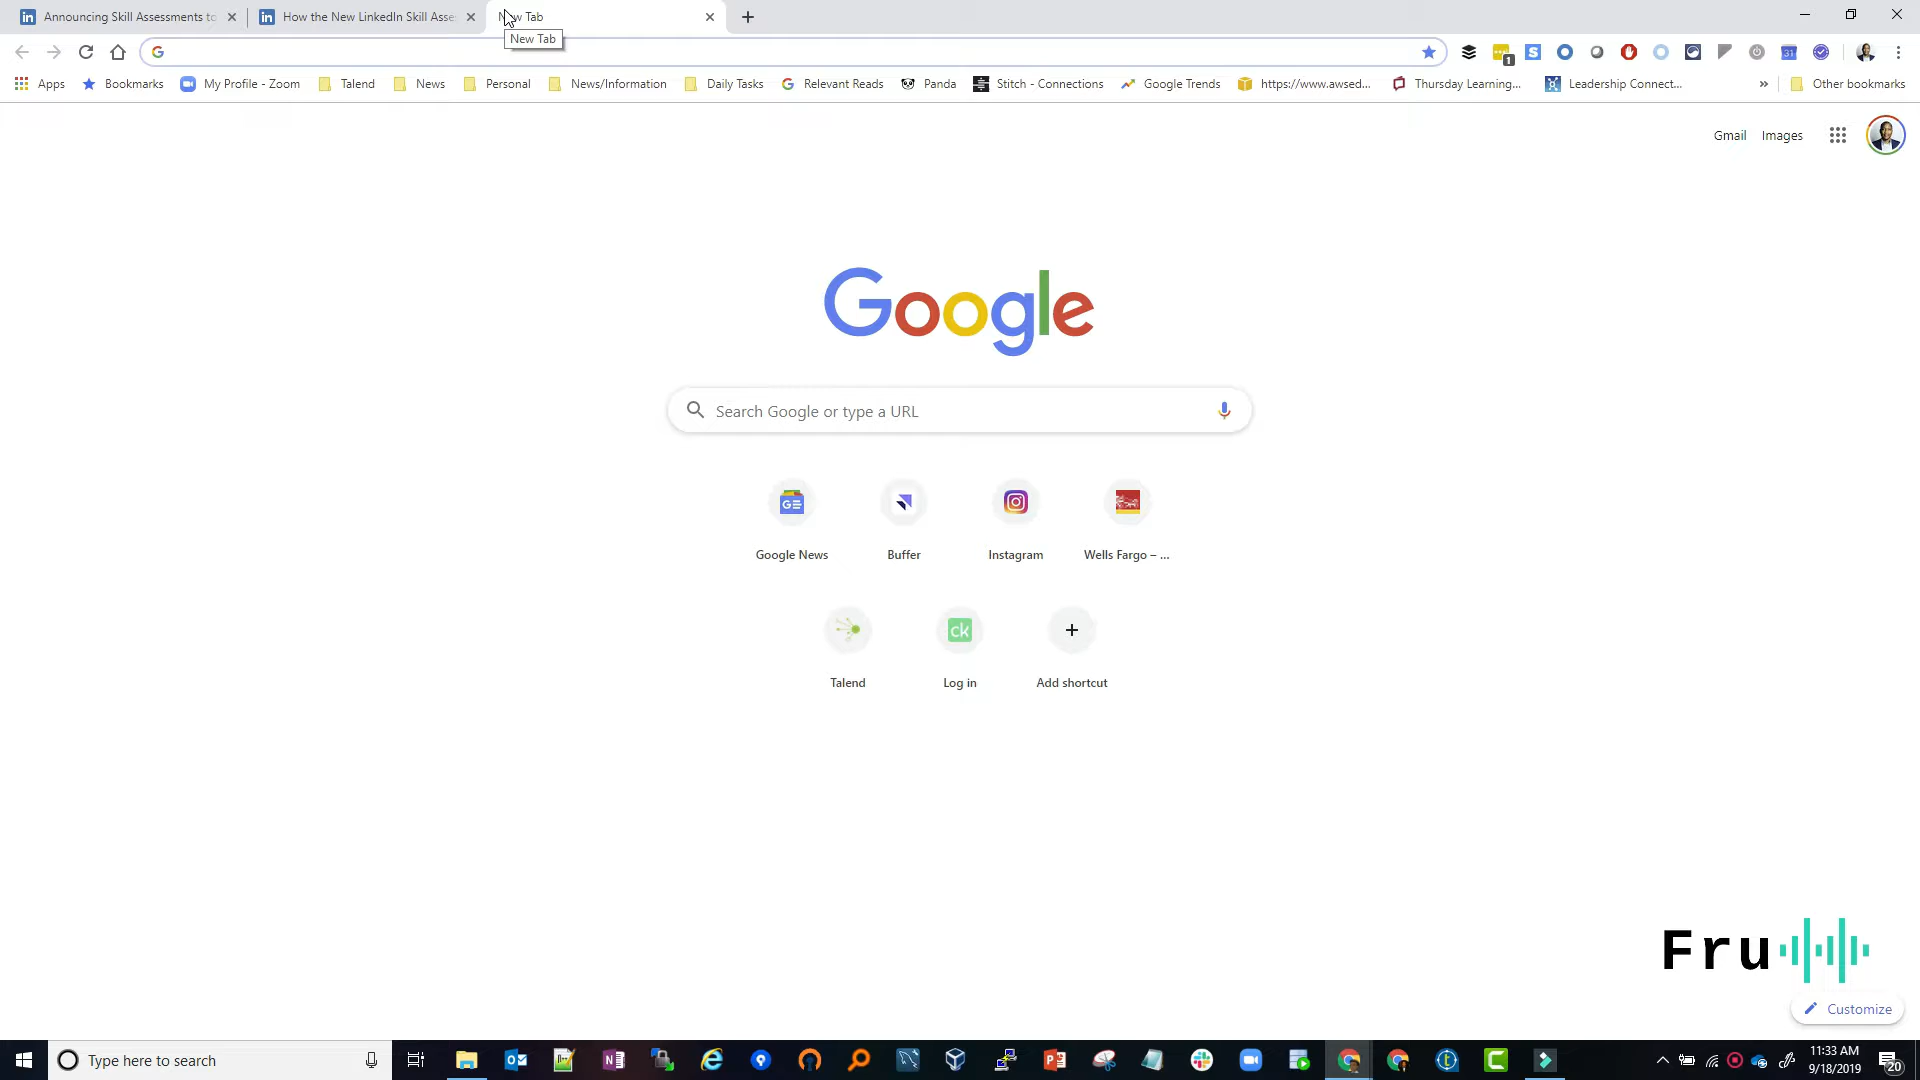 Announcing Skill Assessments to
How the New LinkedIn Skill Asse
New Tab
New Tab
1
31
Apps
Bookmarks
My Profile - Zoom
Talend
News
Personal
News/Information
Daily Tasks
Relevant Reads
Panda
Stitch - Connections
Google Trends
https://www.awsed...
Thursday Learning...
Leadership Connect...
»
Other bookmarks
Gmail
Images
Google
Search Google or type a URL
Google News
Buffer
Instagram
Wells Fargo – ...
ck
Talend
Log in
Add shortcut
Fru
Customize
Type here to search
11:33 AM
9/18/2019
20